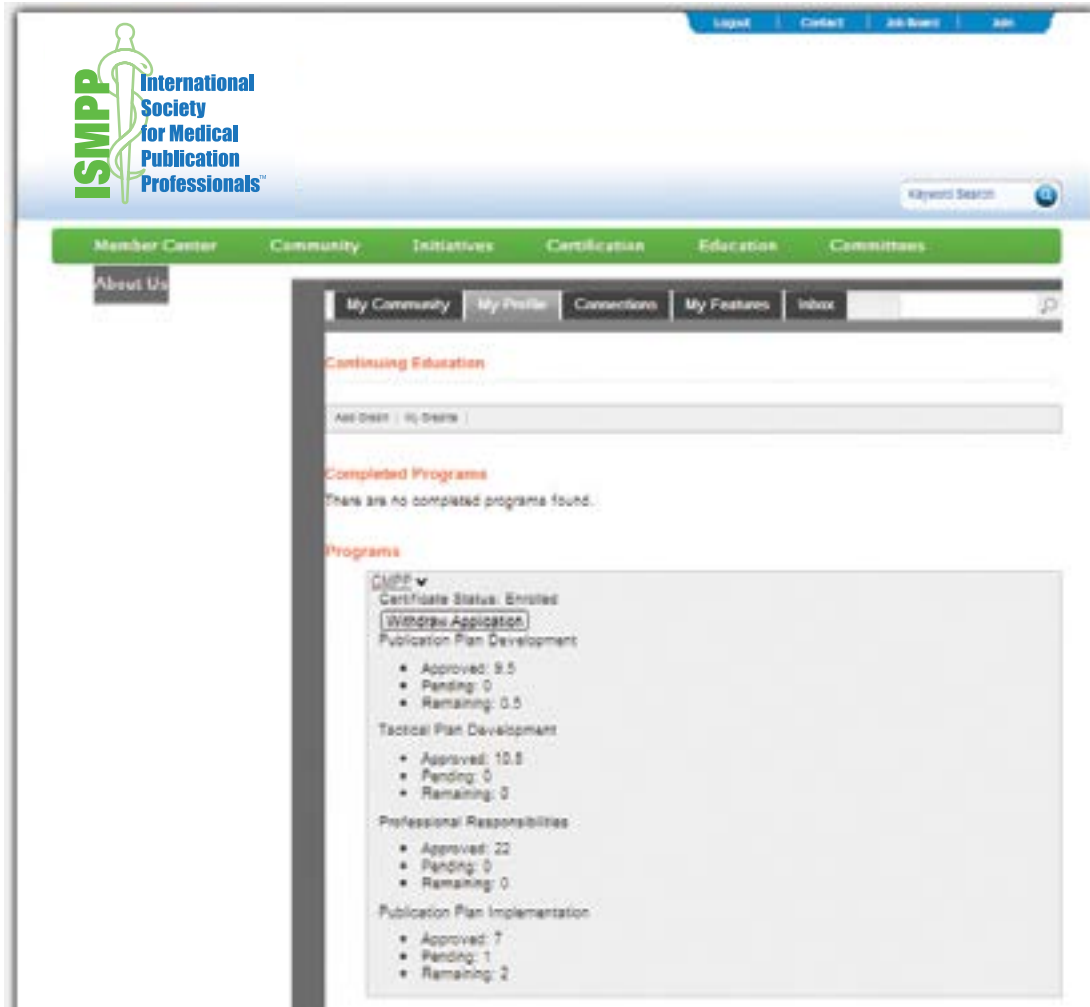 Logout | Contact | Job Board | Join
ISMPP
International
Society
for Medical
Publication
Professionals™
Keyword Search
Member Center Community Initiatives Certification Education Committees
About Us
My Community My Profile Connections My Features Inbox
Continuing Education
Add Credit | My Credits |
Completed Programs
There are no completed programs found.
Programs
CMPP
Certificate Status: Enrolled
Withdraw Application
Publication Plan Development
• Approved: 9.5
• Pending: 0
• Remaining: 0.5
Tactical Plan Development
• Approved:
• Pending: 0
• Remaining: 0
Professional Responsibilities
• Approved: 22
• Pending: 0
• Remaining: 0
Publication Plan Implementation
• Approved: 7
• Pending: 1
• Remaining: 2